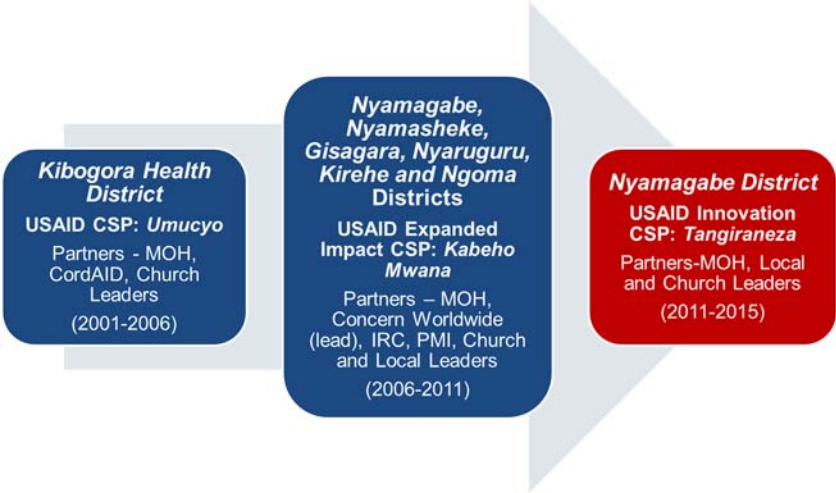 Kibogora Health
District
USAID CSP: Umucyo
Partners - MOH,
CordAID, Church
Leaders
(2001-2006)
Nyamagabe,
Nyamasheke,
Gisagara, Nyaruguru,
Kirehe and Ngoma
Districts
USAID Expanded
Impact CSP: Kabeho
Mwana
Partners – MOH,
Concern Worldwide
(lead), IRC, PMI, Church
and Local Leaders
(2006-2011)
Nyamagabe District
USAID Innovation
CSP: Tangiraneza
Partners-MOH, Local
and Church Leaders
(2011-2015)